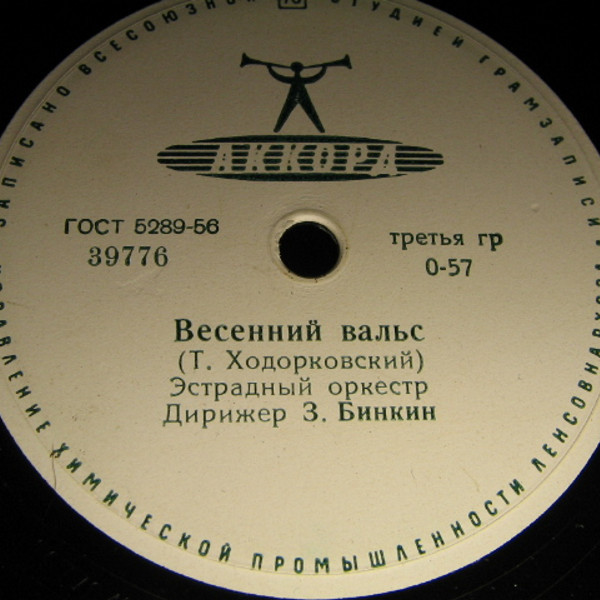 ЗАПИСАНО ВСЕСОЮЗНОЙ СТУДИЕЙ ГРАМЗАПИСИ
78
АККОРД
ГОСТ 5289-56
39776
третья гр
0-57
Весенний вальс
(Т. Ходорковский)
Эстрадный оркестр
Дирижер З. Бинкин
ХИМИЧЕСКОЙ ПРОМЫШЛЕННОСТИ ЛЕНСОВНАРХОЗА